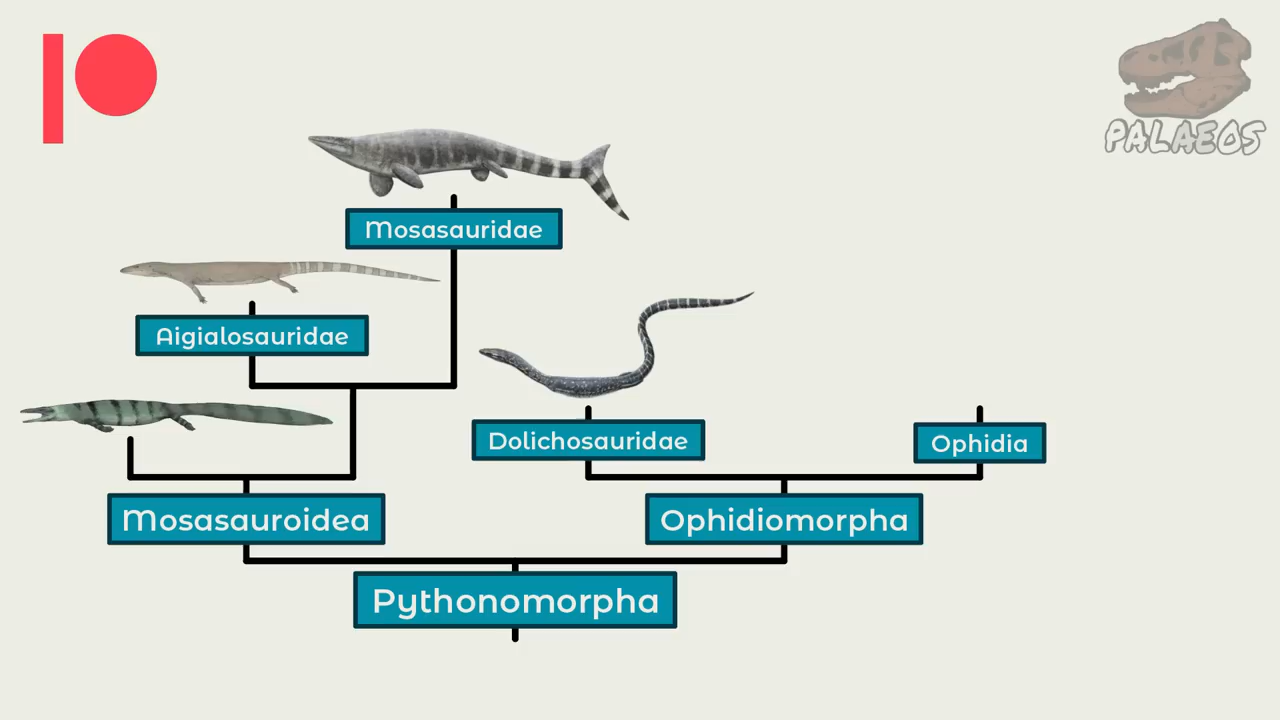 PALAEOS
Mosasauridae
Aigialosauridae
Dolichosauridae
Ophidia
Mosasauroidea
Ophidiomorpha
Pythonomorpha